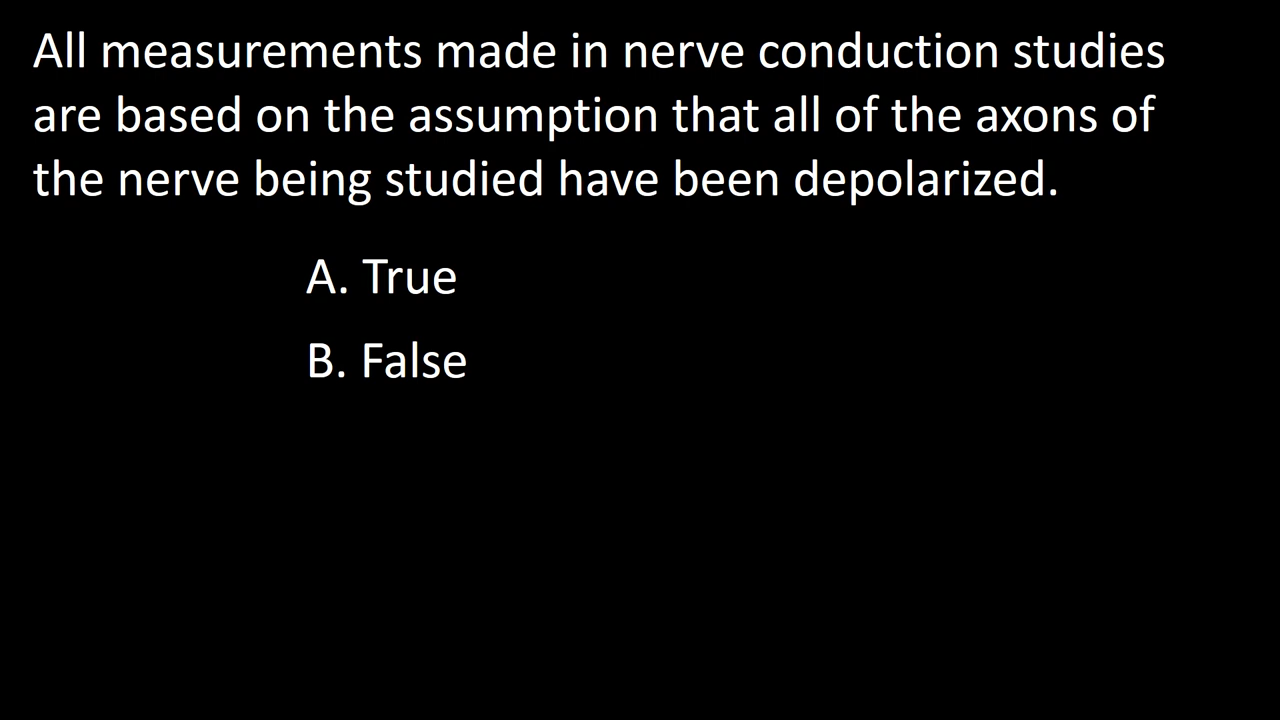 All measurements made in nerve conduction studies
are based on the assumption that all of the axons of
the nerve being studied have been depolarized.
A. True
B. False